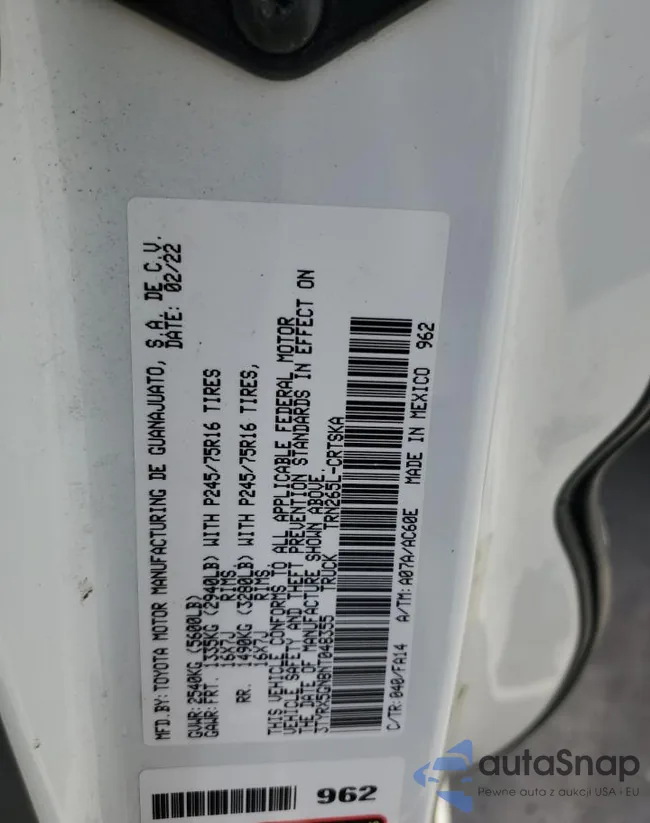 MFD.BY:TOYOTA MOTOR MANUFACTURING DE GUANAJUATO, S.A. DE C.V.
DATE: 02/22
GVWR:2540KG (5600LB)
GAWR:FRT. 1335KG (2940LB) WITH P245/75R16 TIRES
16X7J RIMS,
RR. 1490KG (3280LB) WITH P245/75R16 TIRES,
16X7J RIMS.
THIS VEHICLE CONFORMS TO ALL APPLICABLE FEDERAL MOTOR
VEHICLE SAFETY AND THEFT PREVENTION STANDARDS IN EFFECT ON
THE DATE OF MANUFACTURE SHOWN ABOVE.
3TYRX5GN8NT048355 TRUCK TRN265L-CRTSKA
C/TR:040/FA14 A/TM:A07A/AC60E MADE IN MEXICO 962
962
autaSnap
Pewne auta z aukcji USA - EU